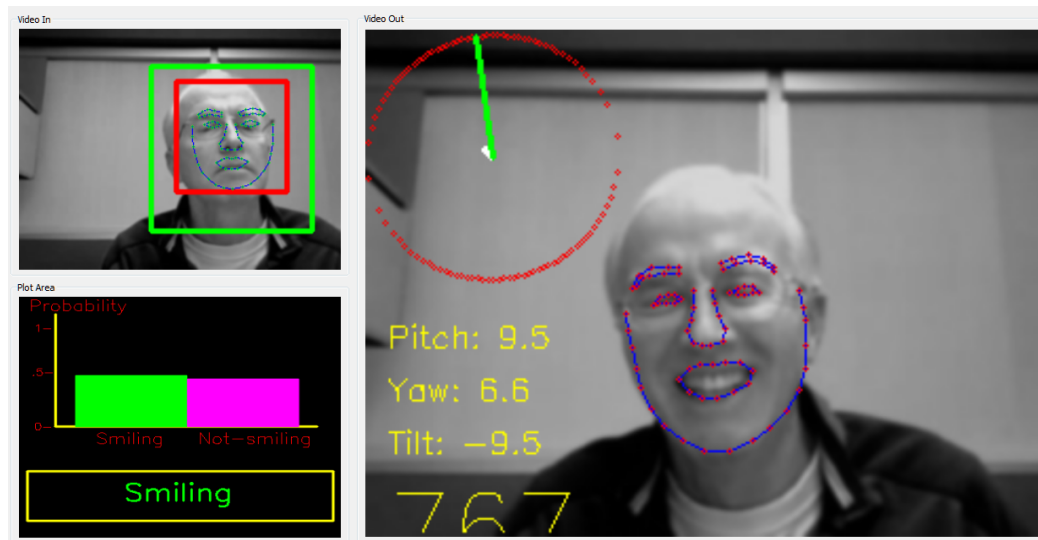 Video In
Video Out
Pitch: 9.5
Yaw: 6.6
Tilt: -9.5
767
Plot Area
Probability
1-
.5-
0-
Smiling Not-smiling
Smiling